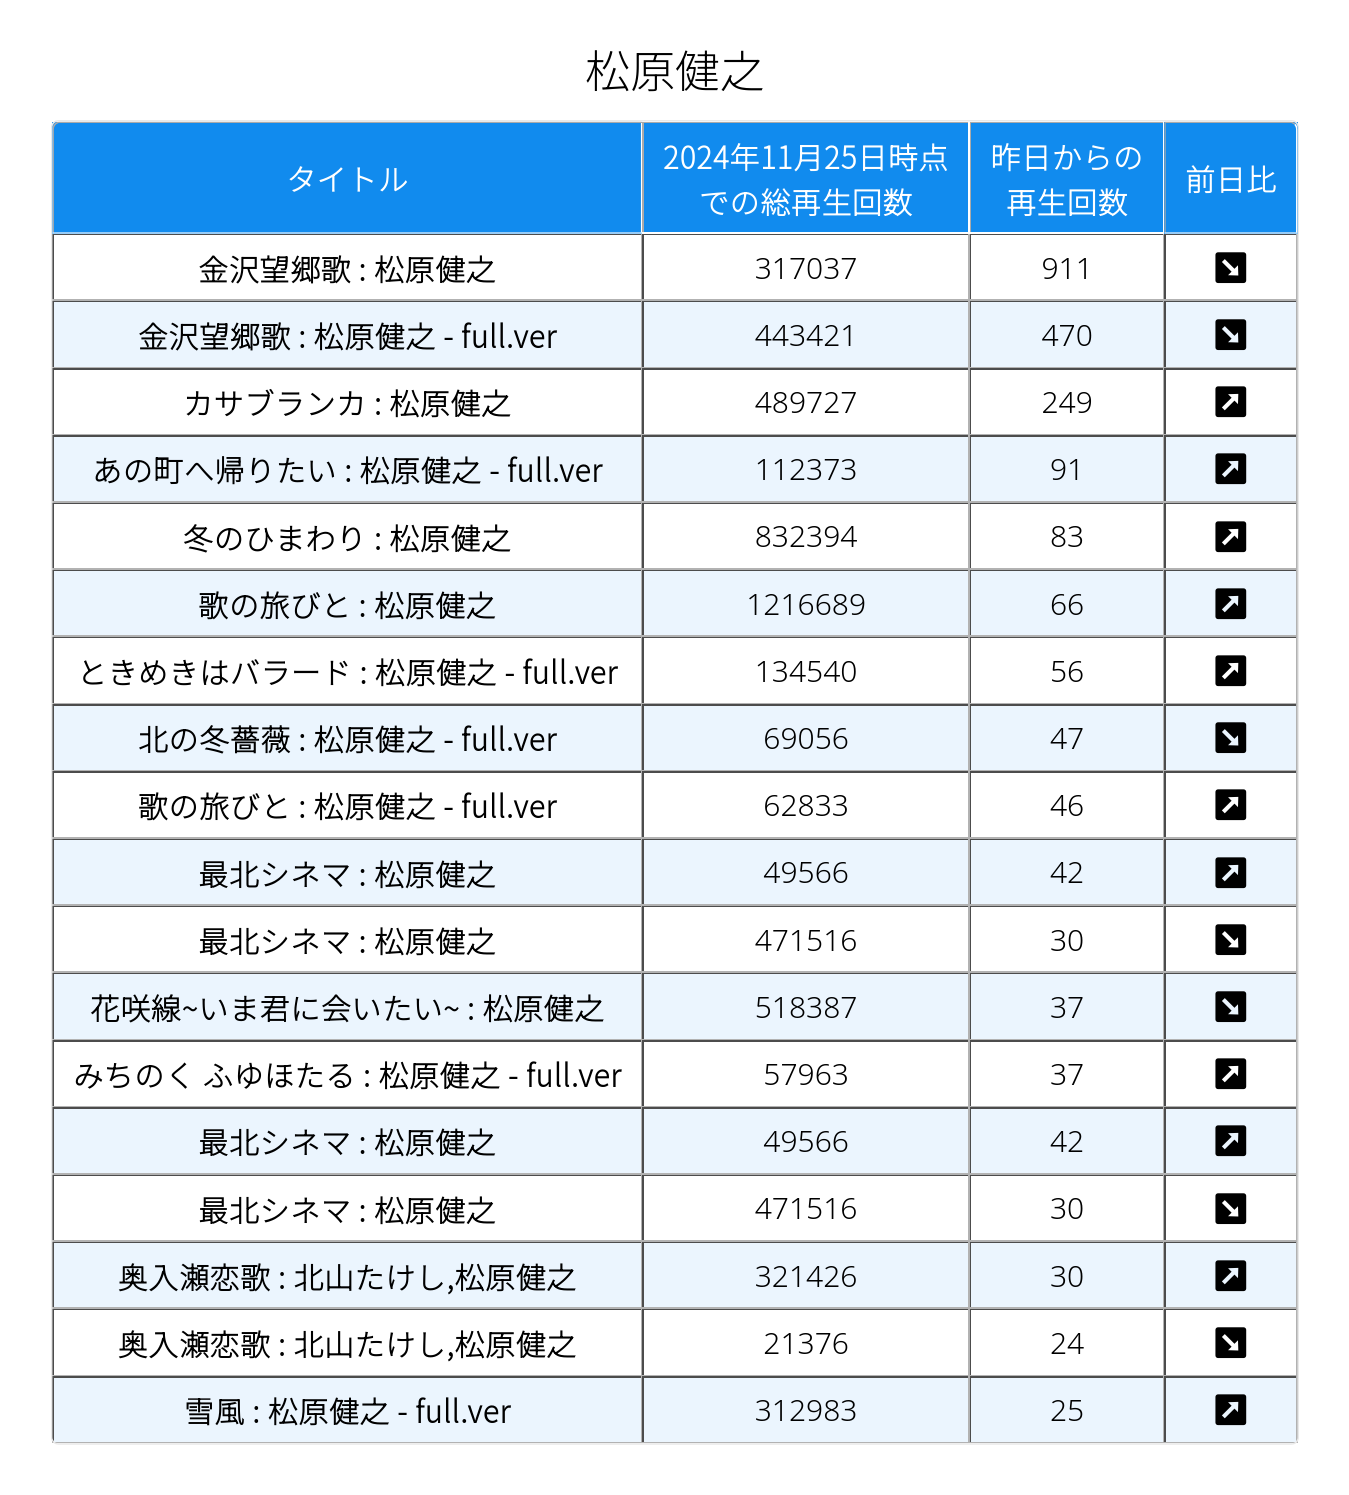 松原健之
タイトル
2024年11月25日時点
での総再生回数
昨日からの
再生回数
前日比
金沢望郷歌 : 松原健之 317037 911 ↘
金沢望郷歌 : 松原健之 - full.ver 443421 470 ↘
カサブランカ : 松原健之 489727 249 ↗
あの町へ帰りたい : 松原健之 - full.ver 112373 91 ↗
冬のひまわり : 松原健之 832394 83 ↗
歌の旅びと : 松原健之 1216689 66 ↗
ときめきはバラード : 松原健之 - full.ver 134540 56 ↗
北の冬薔薇 : 松原健之 - full.ver 69056 47 ↘
歌の旅びと : 松原健之 - full.ver 62833 46 ↗
最北シネマ : 松原健之 49566 42 ↗
最北シネマ : 松原健之 471516 30 ↘
花咲線~いま君に会いたい~ : 松原健之 518387 37 ↘
みちのく ふゆほたる : 松原健之 - full.ver 57963 37 ↗
最北シネマ : 松原健之 49566 42 ↗
最北シネマ : 松原健之 471516 30 ↘
奥入瀬恋歌 : 北山たけし,松原健之 321426 30 ↗
奥入瀬恋歌 : 北山たけし,松原健之 21376 24 ↘
雪風 : 松原健之 - full.ver 312983 25 ↗